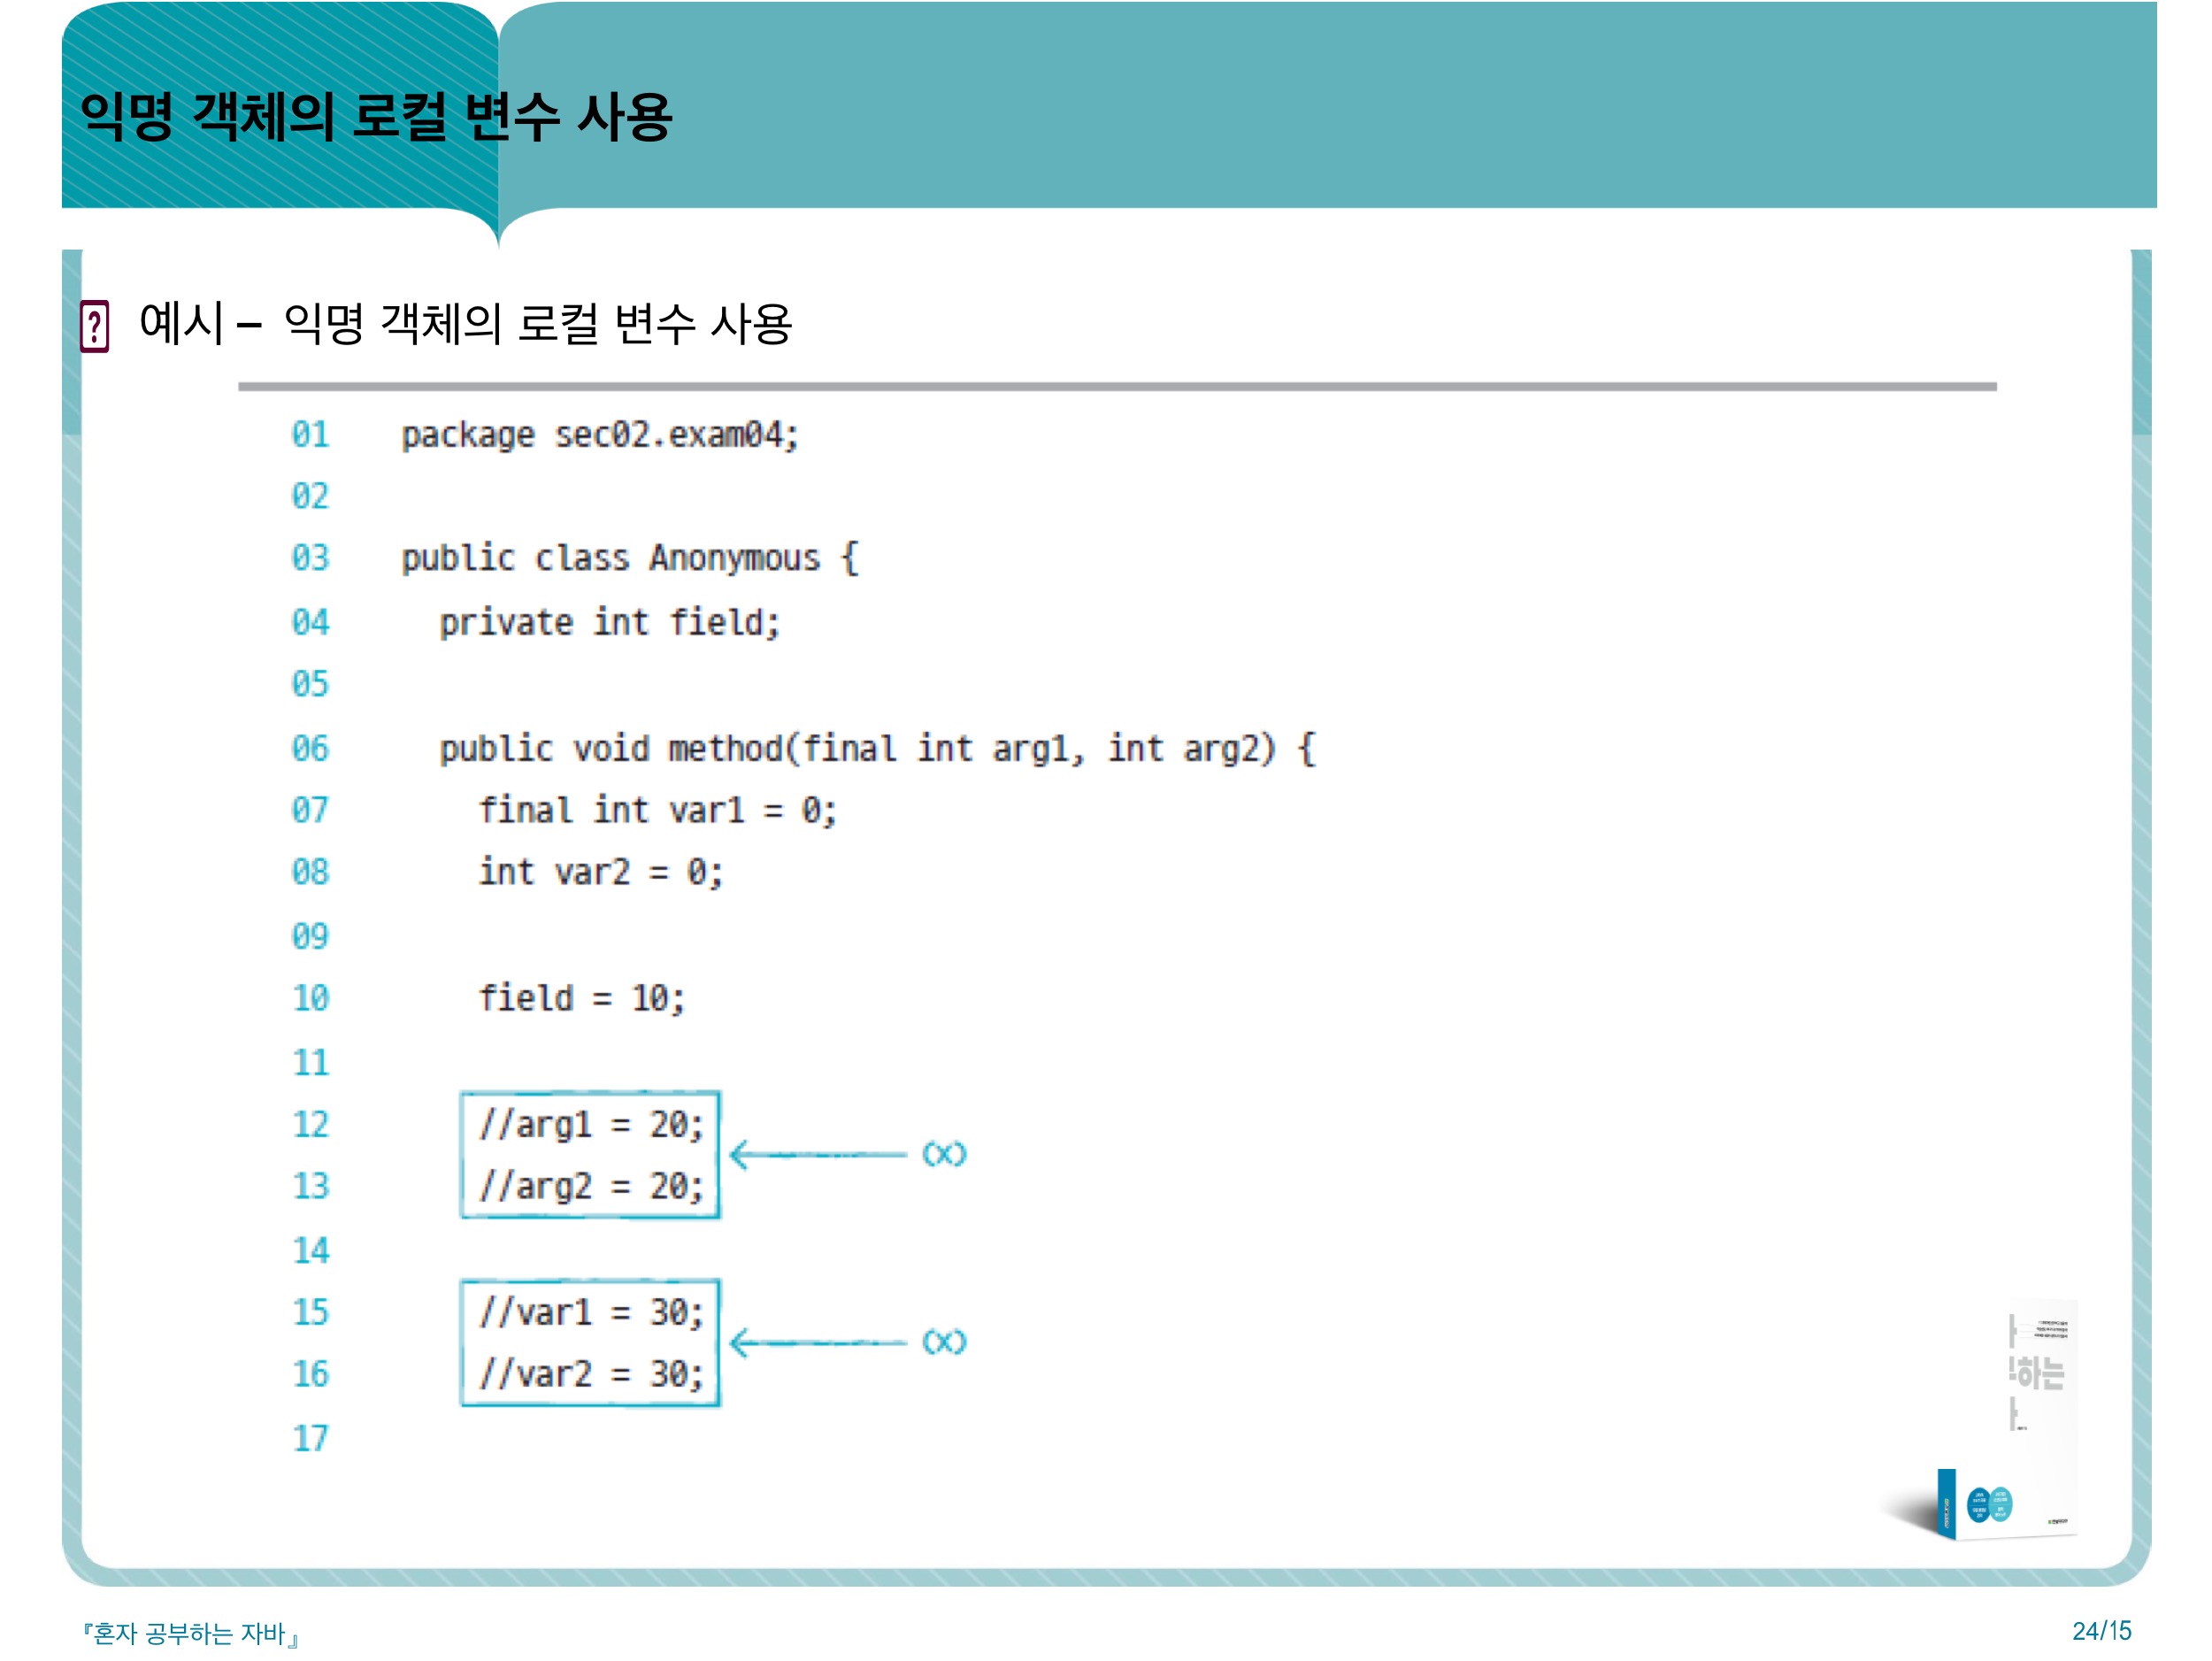 익명 객체의 로컬 변수 사용
예시 – 익명 객체의 로컬 변수 사용
01 package sec02.exam04;
02
03 public class Anonymous {
04 private int field;
05
06 public void method(final int arg1, int arg2) {
07 final int var1 = 0;
08 int var2 = 0;
09
10 field = 10;
11
12 //arg1 = 20;
13 //arg2 = 20;
(x)
14
15 //var1 = 30;
16 //var2 = 30;
(x)
17
하는
『혼자 공부하는 자바』
24/15